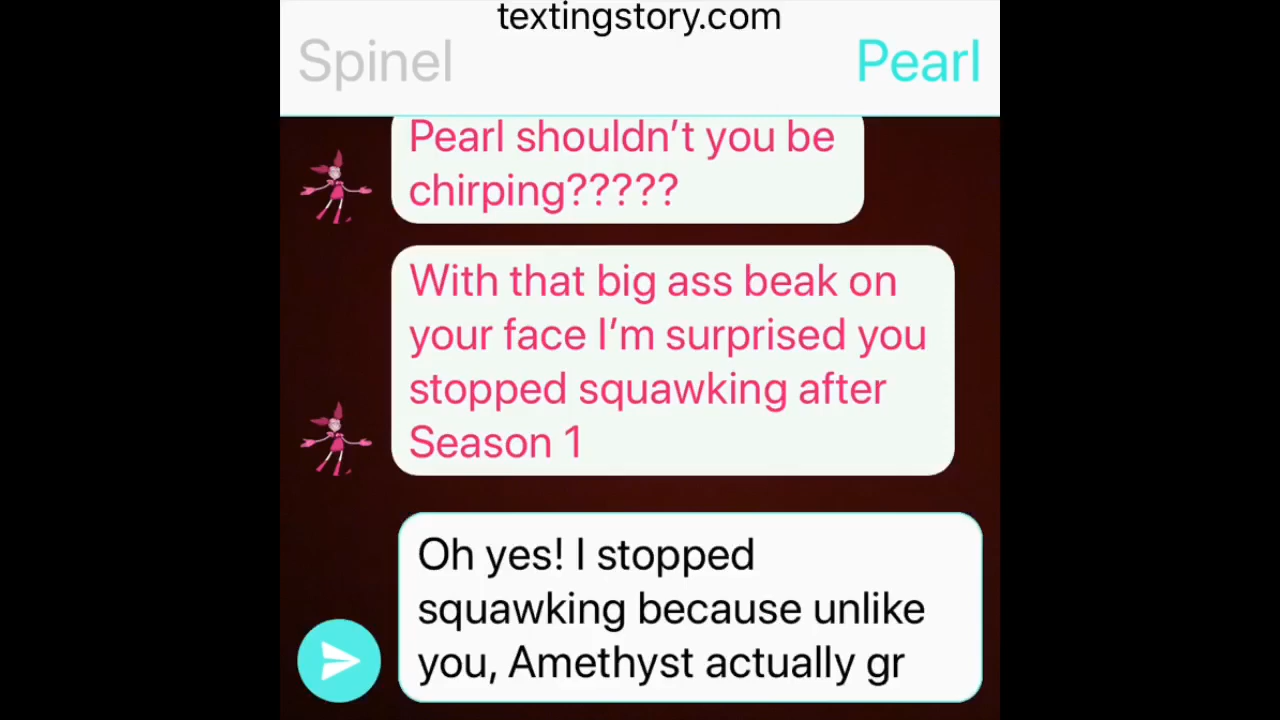 textingstory.com
Spinel
Pearl
Pearl shouldn’t you be
chirping?????
With that big ass beak on
your face I’m surprised you
stopped squawking after
Season 1
Oh yes! I stopped
squawking because unlike
you, Amethyst actually gr